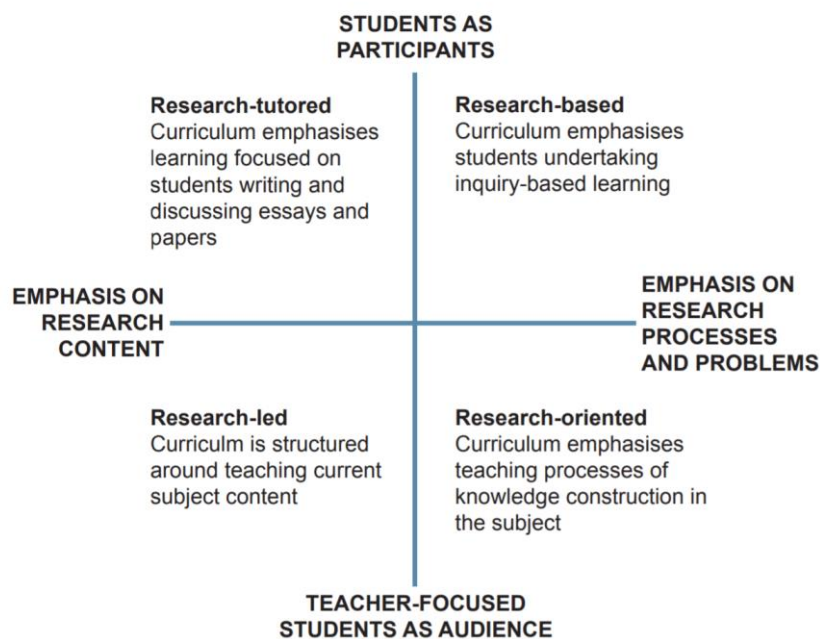 STUDENTS AS
PARTICIPANTS
Research-tutored
Curriculum emphasises
learning focused on
students writing and
discussing essays and
papers
Research-based
Curriculum emphasises
students undertaking
inquiry-based learning
EMPHASIS ON
RESEARCH
CONTENT
EMPHASIS ON
RESEARCH
PROCESSES
AND PROBLEMS
Research-led
Curriculm is structured
around teaching current
subject content
Research-oriented
Curriculum emphasises
teaching processes of
knowledge construction in
the subject
TEACHER-FOCUSED
STUDENTS AS AUDIENCE